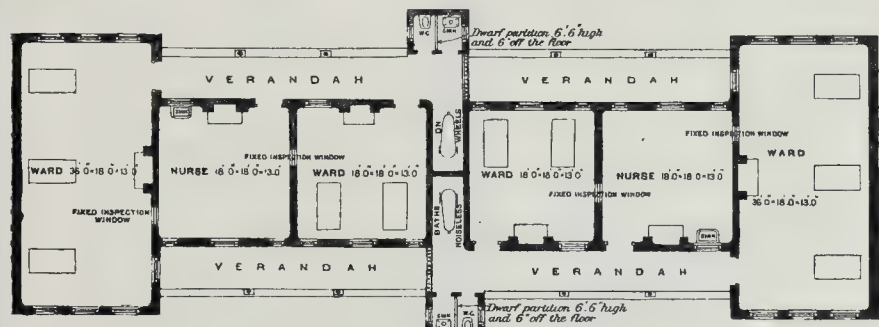 W.C.
SINK
Dwarf partition 6'.6" high
and 6" off the floor
VERANDAH
VERANDAH
SINK
ON
WHEELS
FIXED INSPECTION WINDOW
WARD 36'.0"=18'.0"=13'.0"
NURSE 18'.0"=18'.0"=13'.0"
FIXED INSPECTION WINDOW
WARD 18'.0"=18'.0"=13'.0"
WARD 18'.0"=18'.0"=13'.0"
NURSE 18'.0"=18'.0"=13'.0"
WARD
36'.0"=18'.0"=13'.0"
FIXED INSPECTION
WINDOW
BATHS
NOISELESS
FIXED INSPECTION WINDOW
SINK
VERANDAH
VERANDAH
SINK
W.C.
Dwarf partition 6'.6" high
and 6" off the floor